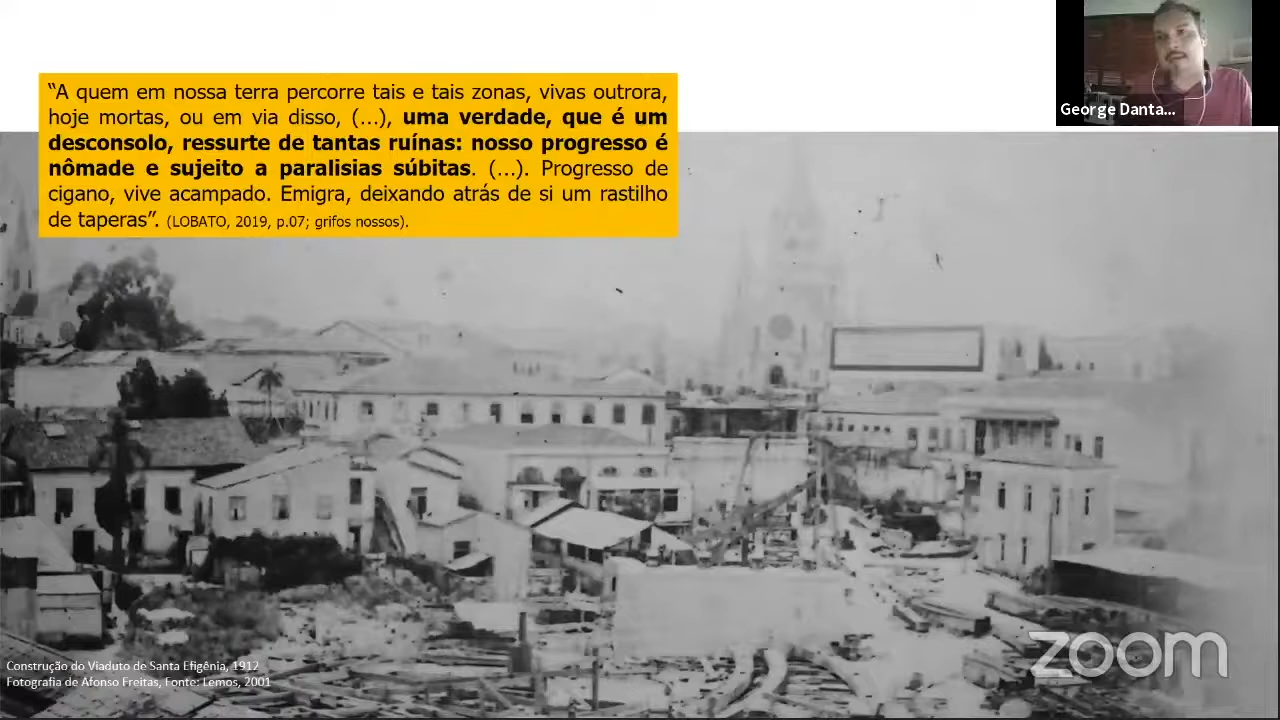 “A quem em nossa terra percorre tais e tais zonas, vivas outrora,
hoje mortas, ou em via disso, (...), uma verdade, que é um
desconsolo, ressurte de tantas ruínas: nosso progresso é
nômade e sujeito a paralisias súbitas. (...). Progresso de
cigano, vive acampado. Emigra, deixando atrás de si um rastilho
de taperas”. (LOBATO, 2019, p.07; grifos nossos).
George Danta...
Construção do Viaduto de Santa Efigênia, 1912
Fotografia de Afonso Freitas, Fonte: Lemos, 2001
zoom